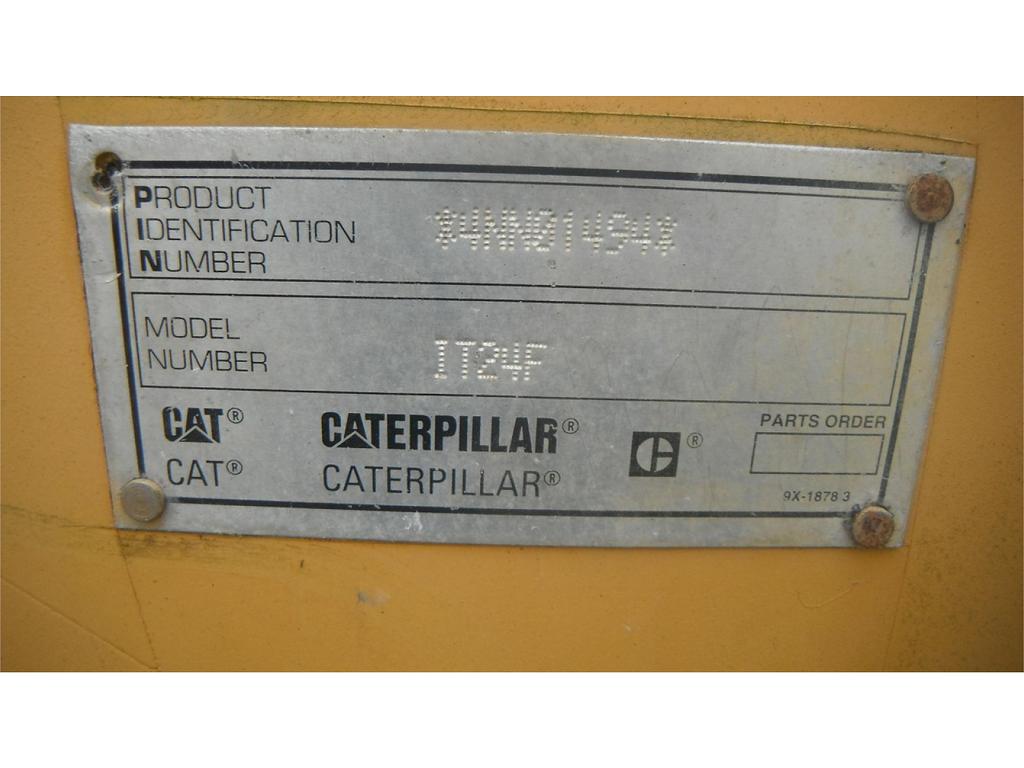 PRODUCT
IDENTIFICATION
NUMBER
*4NN01494*
MODEL
NUMBER
IT24F
CAT® CATERPILLAR® C ® PARTS ORDER
CAT® CATERPILLAR®
9X-1878 3